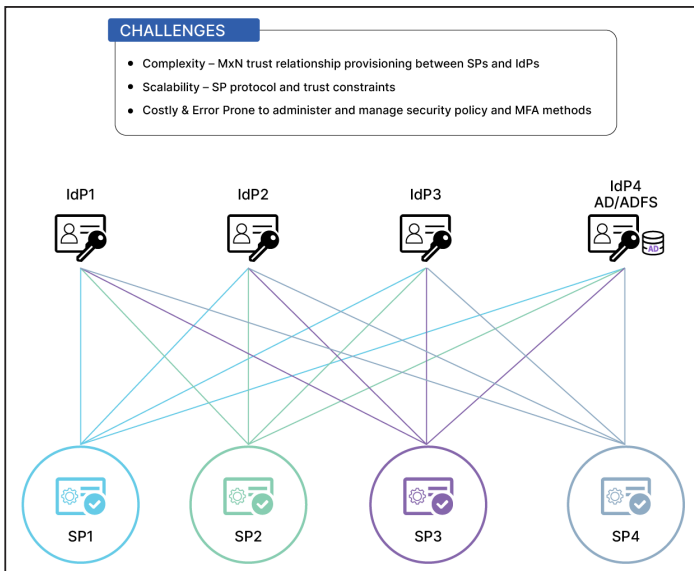 CHALLENGES
Complexity – MxN trust relationship provisioning between SPs and IdPs
Scalability – SP protocol and trust constraints
Costly & Error Prone to administer and manage security policy and MFA methods
IdP1
IdP2
IdP3
IdP4
AD/ADFS
AD
SP1
SP2
SP3
SP4